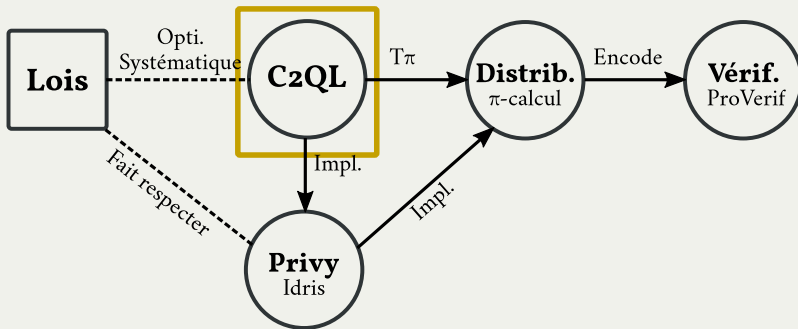 Opti.
Systématique
Lois
C2QL
Tπ
Distrib.
π-calcul
Encode
Vérif.
ProVerif
Fait respecter
Impl.
Impl.
Privy
Idris